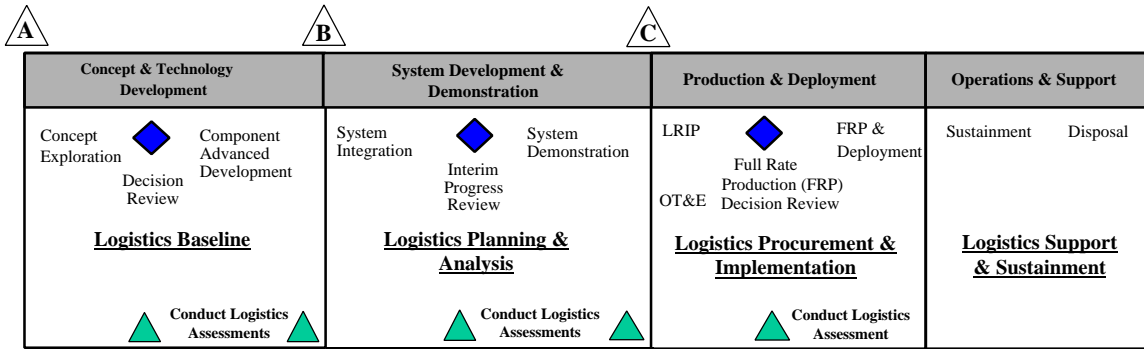 A
B
C
Concept & Technology
Development
System Development &
Demonstration
Production & Deployment
Operations & Support
Concept
Exploration
Decision
Review
Component
Advanced
Development
System
Integration
Interim
Progress
Review
System
Demonstration
LRIP
OT&E
Full Rate
Production (FRP)
Decision Review
FRP &
Deployment
Sustainment
Disposal
Logistics Baseline
Logistics Planning &
Analysis
Logistics Procurement &
Implementation
Logistics Support
& Sustainment
Conduct Logistics
Assessments
Conduct Logistics
Assessments
Conduct Logistics
Assessment